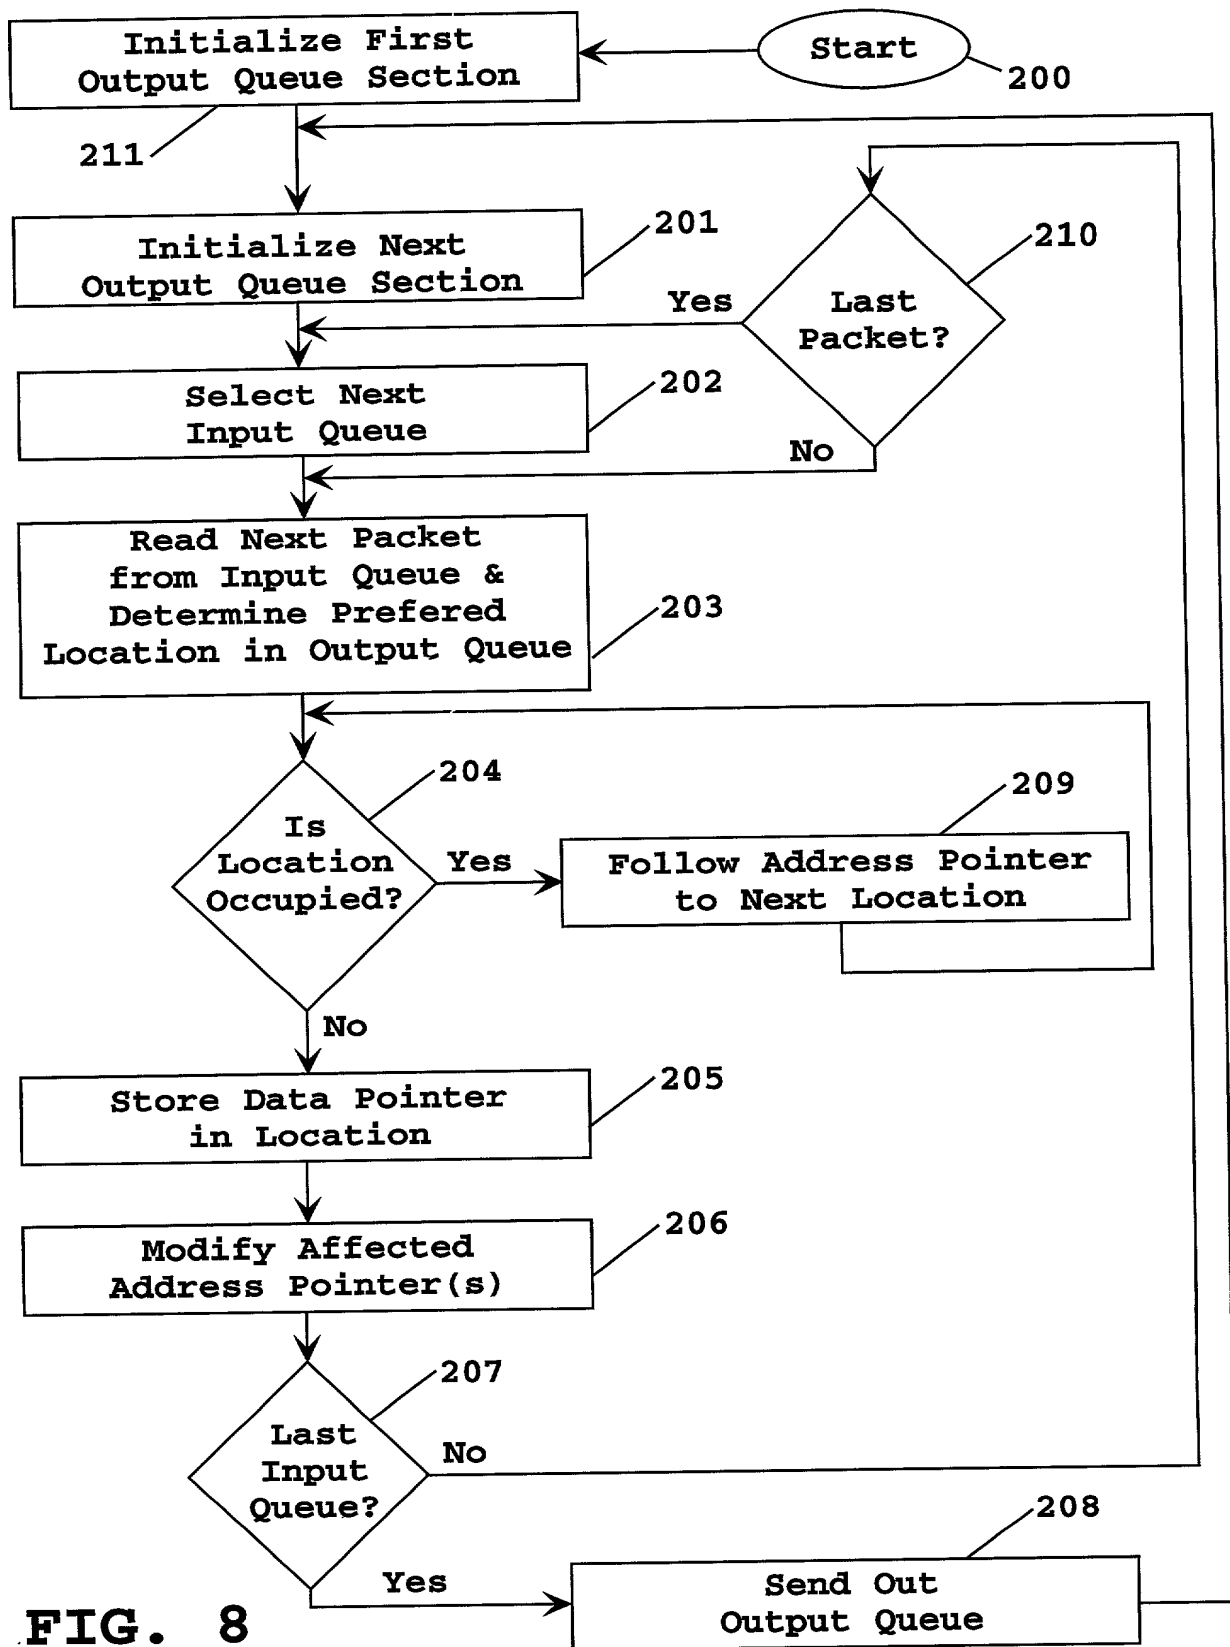 Initialize First
Output Queue Section
Start
200
211
Initialize Next
Output Queue Section
201
210
Yes
Last
Packet?
Select Next
Input Queue
202
No
Read Next Packet
from Input Queue &
Determine Prefered
Location in Output Queue
203
204
209
Is
Location
Occupied?
Yes
Follow Address Pointer
to Next Location
No
Store Data Pointer
in Location
205
Modify Affected
Address Pointer(s)
206
207
Last
Input
Queue?
No
208
Yes
Send Out
Output Queue
FIG. 8